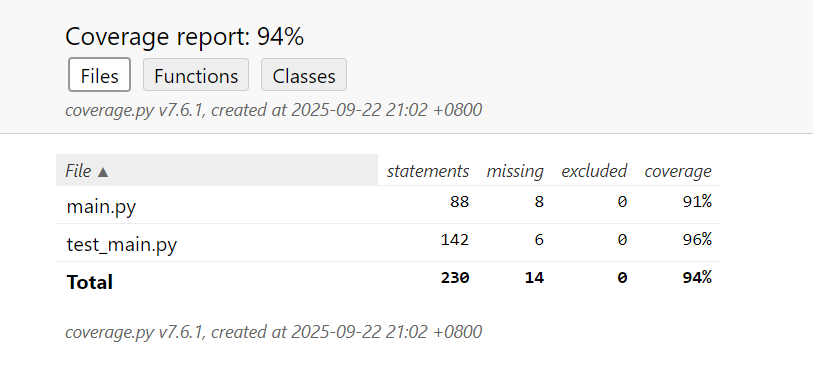 Coverage report: 94%
Files Functions Classes
coverage.py v7.6.1, created at 2025-09-22 21:02 +0800
File ▲ statements missing excluded coverage
main.py 88 8 0 91%
test_main.py 142 6 0 96%
Total 230 14 0 94%
coverage.py v7.6.1, created at 2025-09-22 21:02 +0800